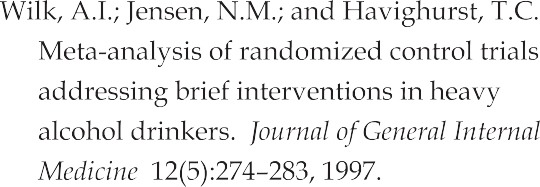 Wilk, A.I.; Jensen, N.M.; and Havighurst, T.C.
Meta-analysis of randomized control trials
addressing brief interventions in heavy
alcohol drinkers. Journal of General Internal
Medicine 12(5):274–283, 1997.